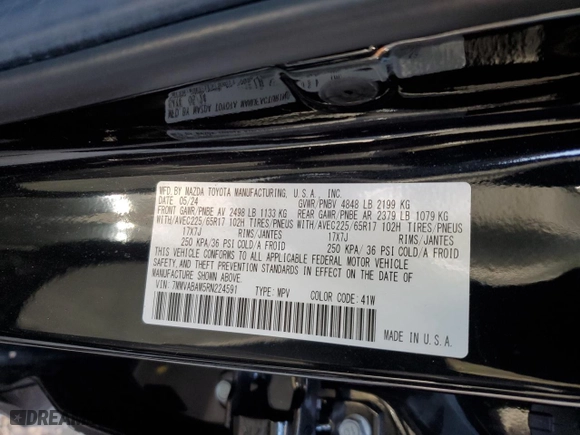 MFD BY MAZDA TOYOTA MANUFACTURING, U.S.A., INC.
DATE 05/24 GVWR/PNBV 4848 LB 2199 KG
FRONT GAWR/PNBE AV 2498 LB 1133 KG REAR GAWR/PNBE AR 2379 LB 1079 KG
WITH/AVEC225/65R17 102H TIRES/PNEUS WITH/AVEC225/65R17 102H TIRES/PNEUS
17X7J RIMS/JANTES 17X7J RIMS/JANTES
250 KPA/ 36 PSI COLD/A FROID 250 KPA/ 36 PSI COLD/A FROID
THIS VEHICLE CONFORMS TO ALL APPLICABLE FEDERAL MOTOR VEHICLE
SAFETY, AND THEFT PREVENTION STANDARDS IN EFFECT ON THE DATE OF
MANUFACTURE SHOWN ABOVE.
VIN: 7MMVABAM5RN224591 TYPE: MPV COLOR CODE: 41W
MADE IN U.S.A.